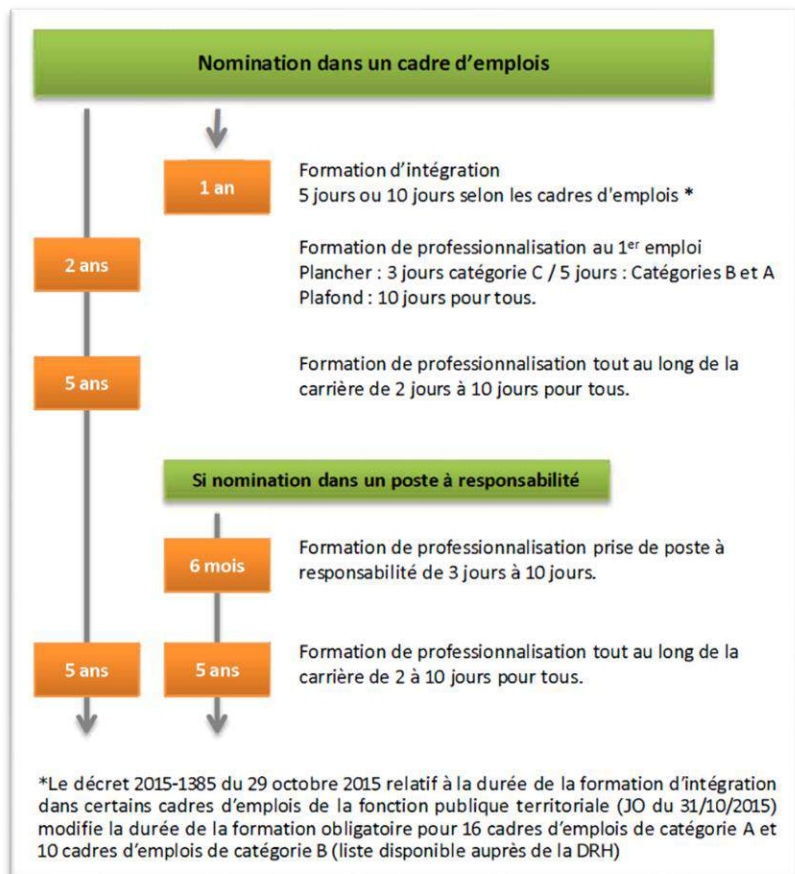 Nomination dans un cadre d’emplois
1 an
Formation d’intégration
5 jours ou 10 jours selon les cadres d'emplois *
2 ans
Formation de professionnalisation au 1er emploi
Plancher : 3 jours catégorie C / 5 jours : Catégories B et A
Plafond : 10 jours pour tous.
5 ans
Formation de professionnalisation tout au long de la
carrière de 2 jours à 10 jours pour tous.
Si nomination dans un poste à responsabilité
6 mois
Formation de professionnalisation prise de poste à
responsabilité de 3 jours à 10 jours.
5 ans
5 ans
Formation de professionnalisation tout au long de la
carrière de 2 à 10 jours pour tous.
*Le décret 2015-1385 du 29 octobre 2015 relatif à la durée de la formation d’intégration
dans certains cadres d’emplois de la fonction publique territoriale (JO du 31/10/2015)
modifie la durée de la formation obligatoire pour 16 cadres d’emplois de catégorie A et
10 cadres d’emplois de catégorie B (liste disponible auprès de la DRH)